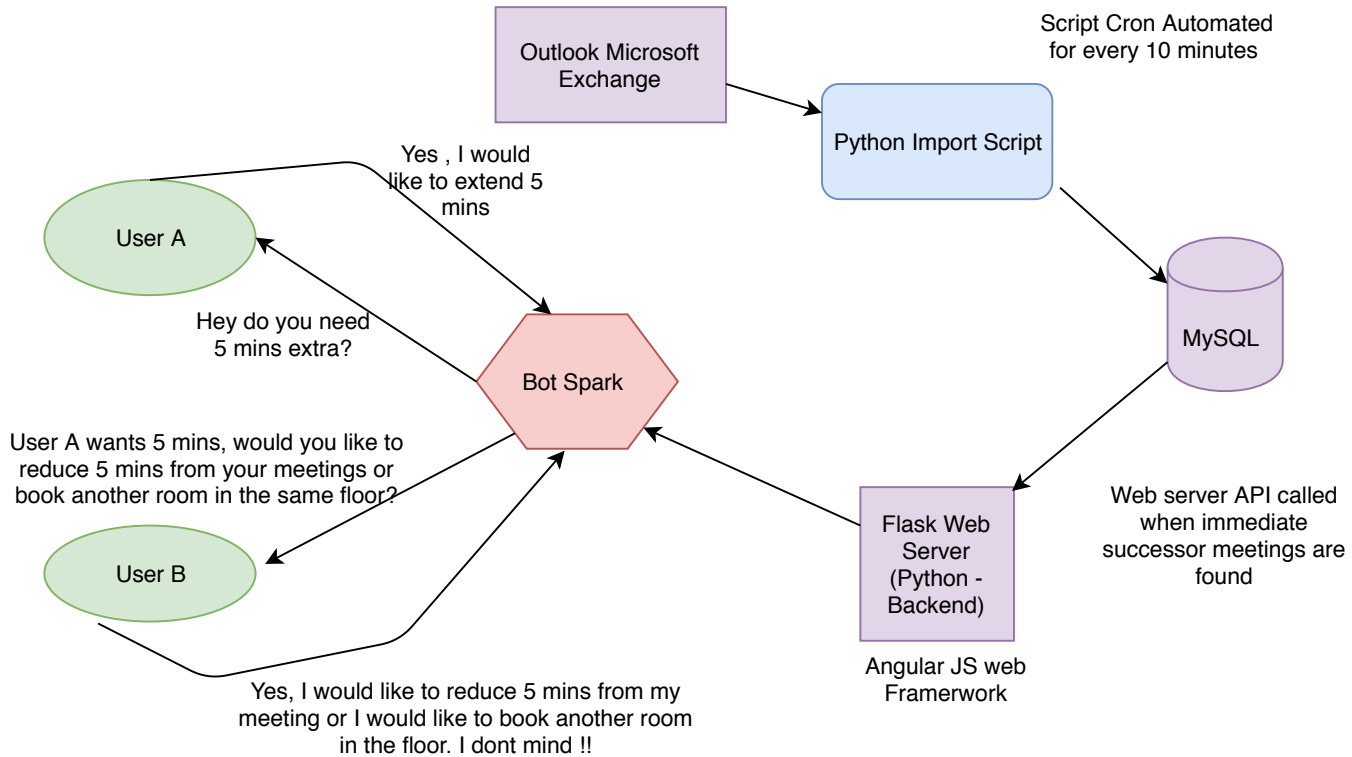 Outlook Microsoft
Exchange
Script Cron Automated
for every 10 minutes
Python Import Script
Yes , I would
like to extend 5
mins
User A
Hey do you need
5 mins extra?
MySQL
Bot Spark
User A wants 5 mins, would you like to
reduce 5 mins from your meetings or
book another room in the same floor?
User B
Flask Web
Server
(Python -
Backend)
Web server API called
when immediate
successor meetings are
found
Angular JS web
Framerwork
Yes, I would like to reduce 5 mins from my
meeting or I would like to book another room
in the floor. I dont mind !!